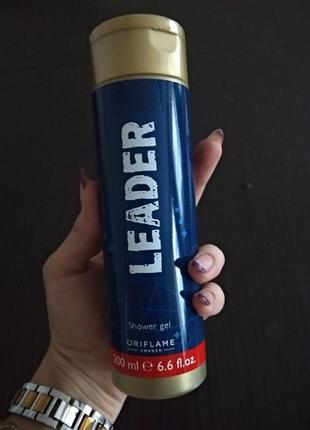 LEADER
Shower gel
ORIFLAME
SWEDEN
200 ml e 6.6 fl.oz.